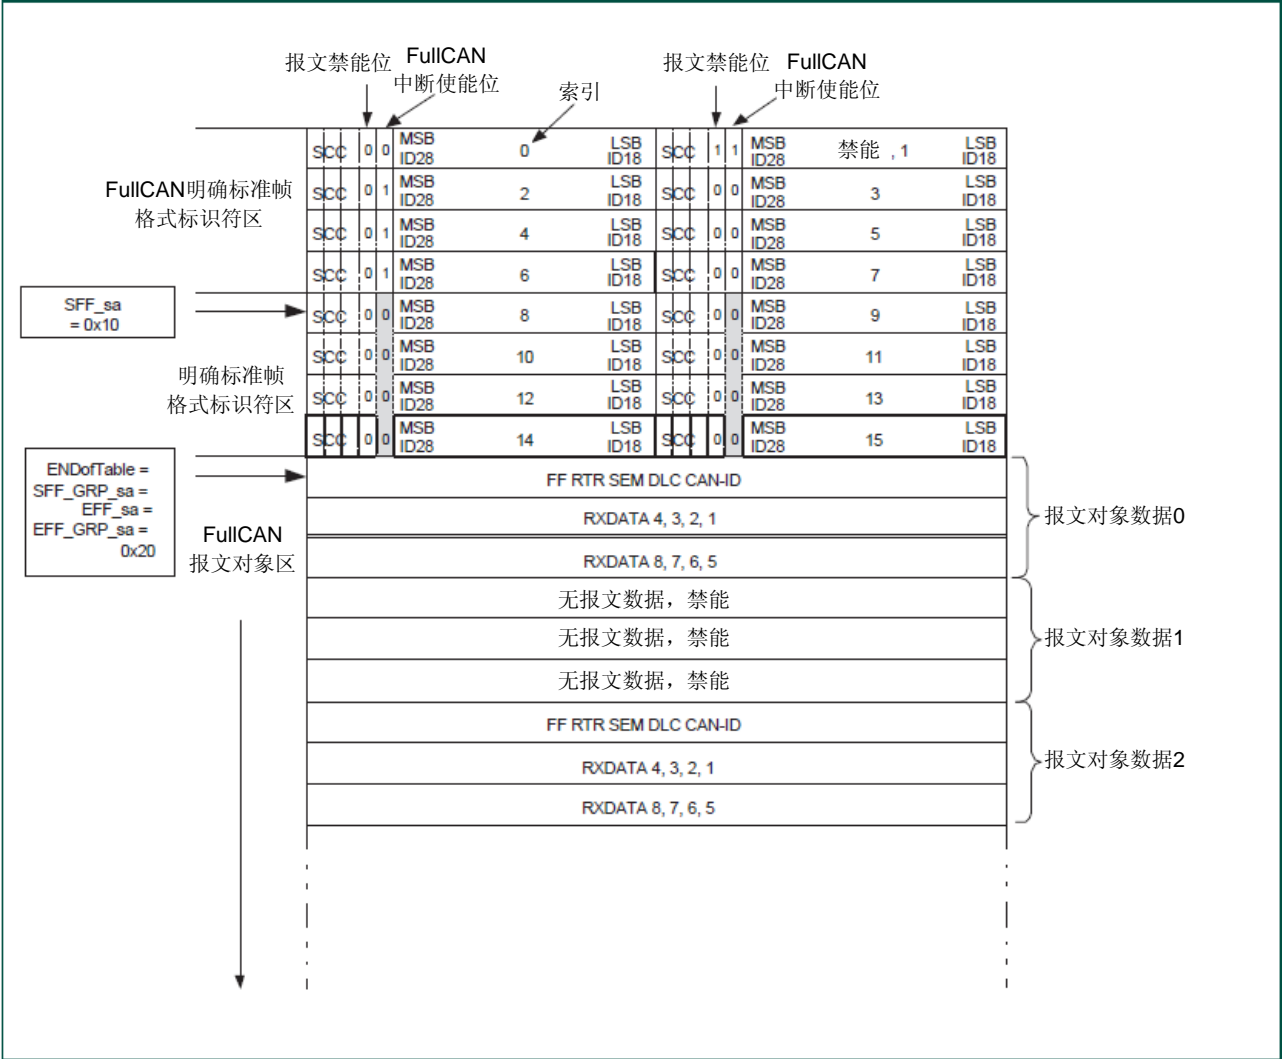 报文禁能位 FullCAN 中断使能位
索引
报文禁能位 FullCAN 中断使能位
FullCAN明确标准帧
格式标识符区
SCC 0 0 MSB ID28 0 LSB ID18 SCC 1 1 MSB ID28 禁能 , 1 LSB ID18
SCC 0 1 MSB ID28 2 LSB ID18 SCC 0 0 MSB ID28 3 LSB ID18
SCC 0 1 MSB ID28 4 LSB ID18 SCC 0 0 MSB ID28 5 LSB ID18
SCC 0 1 MSB ID28 6 LSB ID18 SCC 0 0 MSB ID28 7 LSB ID18
SFF_sa
= 0x10
明确标准帧
格式标识符区
SCC 0 0 MSB ID28 8 LSB ID18 SCC 0 0 MSB ID28 9 LSB ID18
SCC 0 0 MSB ID28 10 LSB ID18 SCC 0 0 MSB ID28 11 LSB ID18
SCC 0 0 MSB ID28 12 LSB ID18 SCC 0 0 MSB ID28 13 LSB ID18
SCC 0 0 MSB ID28 14 LSB ID18 SCC 0 0 MSB ID28 15 LSB ID18
ENDofTable =
SFF_GRP_sa =
EFF_sa =
EFF_GRP_sa =
0x20
FullCAN
报文对象区
FF RTR SEM DLC CAN-ID
RXDATA 4, 3, 2, 1
RXDATA 8, 7, 6, 5
报文对象数据0
无报文数据，禁能
无报文数据，禁能
无报文数据，禁能
报文对象数据1
FF RTR SEM DLC CAN-ID
RXDATA 4, 3, 2, 1
RXDATA 8, 7, 6, 5
报文对象数据2